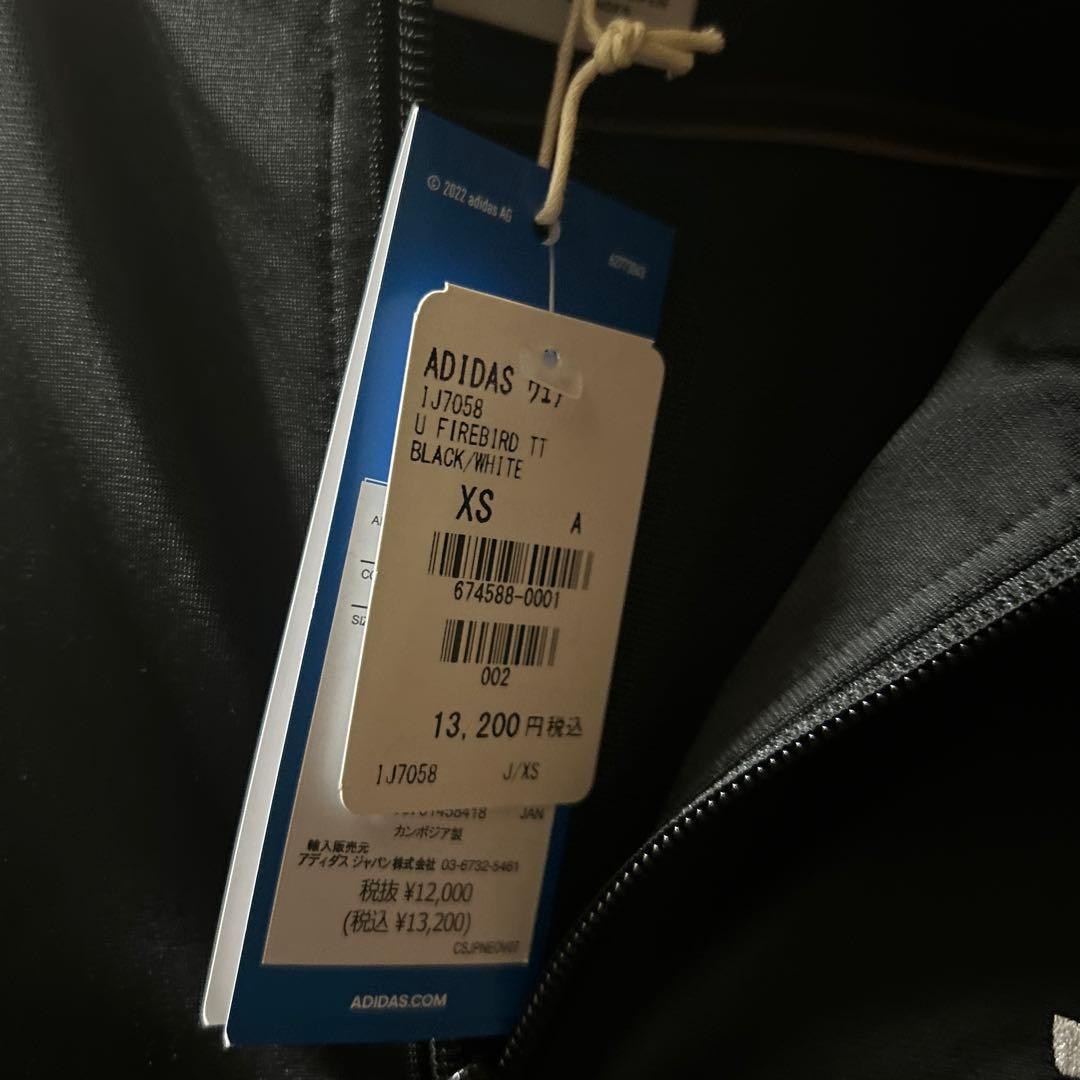 © 2022 adidas AG
ADIDAS ウェア
IJ7058
U FIREBIRD TT
BLACK/WHITE
XS A
674588-0001
002
13,200円税込
IJ7058 J/XS
JAN
カンボジア製
輸入販売元
アディダス ジャパン株式会社 03-6732-5461
税抜 ¥12,000
(税込 ¥13,200)
ADIDAS.COM